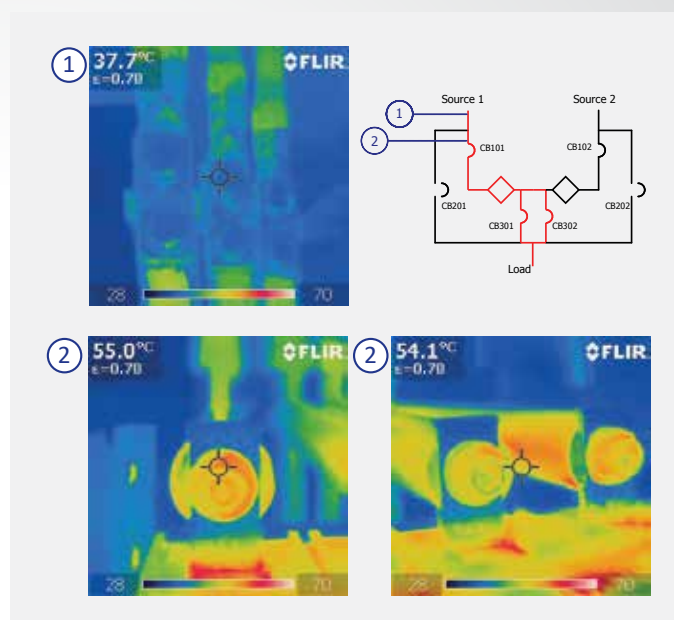 1
37.7°C
ε=0.70
FLIR
28 70
Source 1 Source 2
1
2
CB101 CB102
CB201 CB202
CB301 CB302
Load
2
55.0°C
ε=0.70
FLIR
28 70
2
54.1°C
ε=0.70
FLIR
28 70